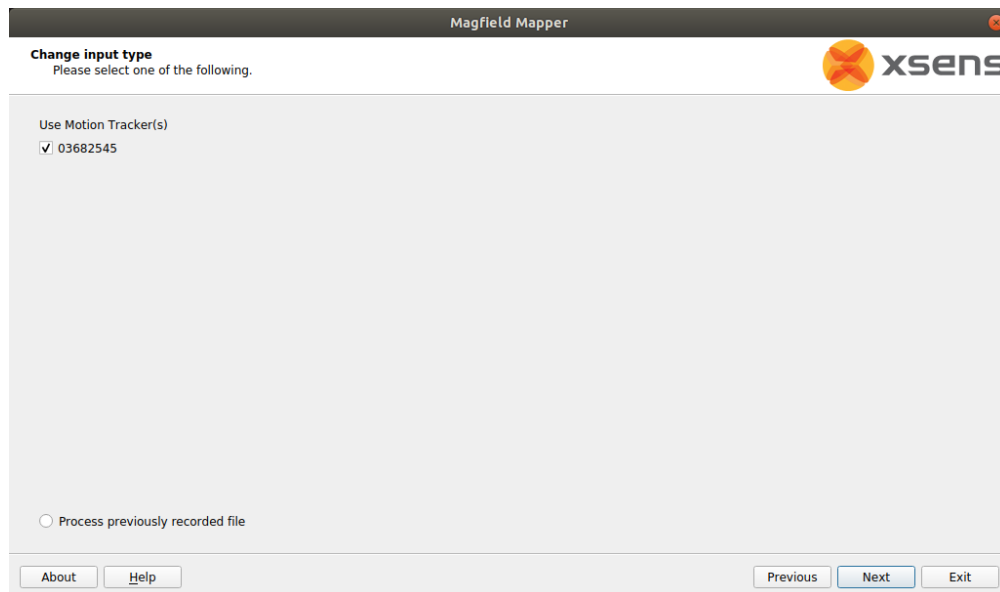 Magfield Mapper
Change input type
Please select one of the following.
xsens
Use Motion Tracker(s)
03682545
Process previously recorded file
About Help Previous Next Exit